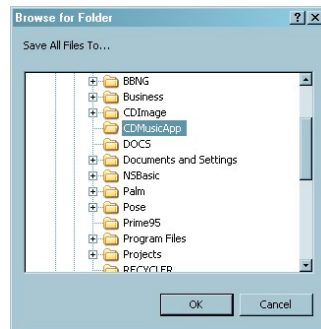 Browse for Folder
Save All Files To...
BBNG
Business
CDImage
CDMusicApp
DOCS
Documents and Settings
NSBasic
Palm
Pose
Prime95
Program Files
Projects
RECYCLER
OK Cancel